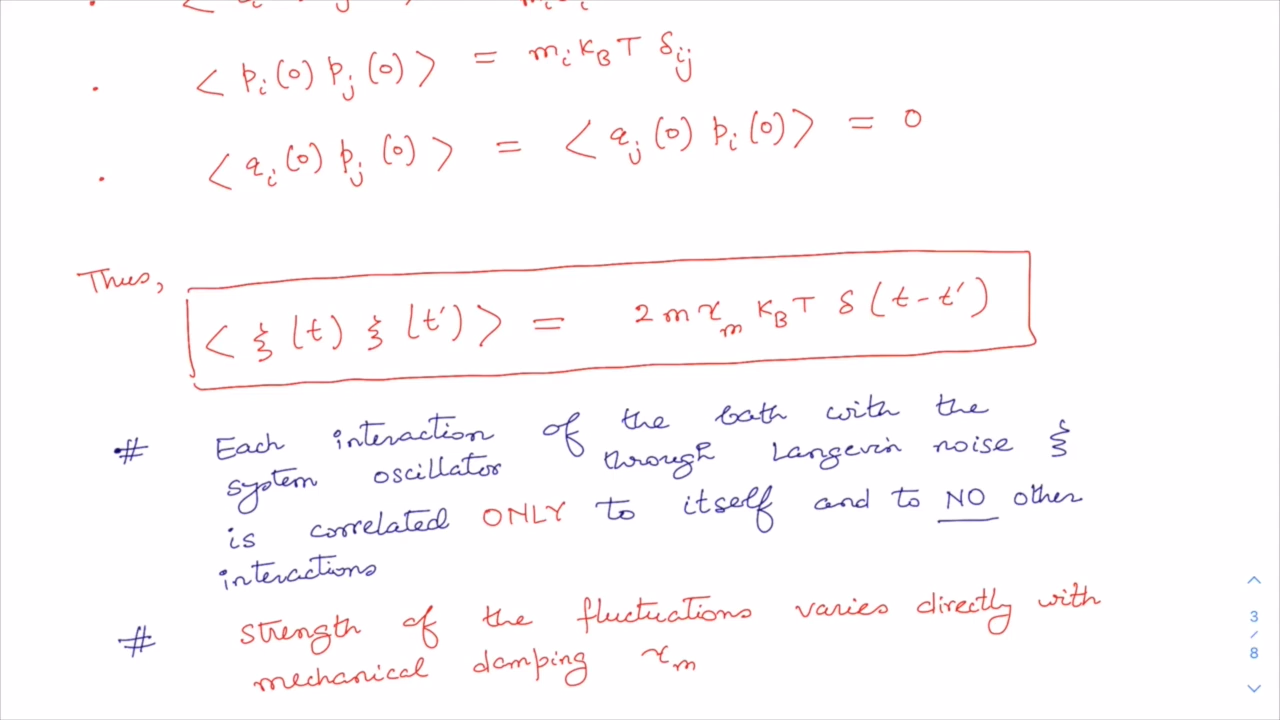 . < p_i(0) p_j(0) > = m_i K_B T δ_ij
. < q_i(0) p_j(0) > = < q_j(0) p_i(0) > = 0
Thus,
< ξ(t) ξ(t') > = 2 m γ_m K_B T δ(t-t')
# Each interaction of the bath with the
system oscillator through Langevin noise ξ
is correlated ONLY to itself and to NO other
interactions
# strength of the fluctuations varies directly with
mechanical damping γ_m
3
/
8